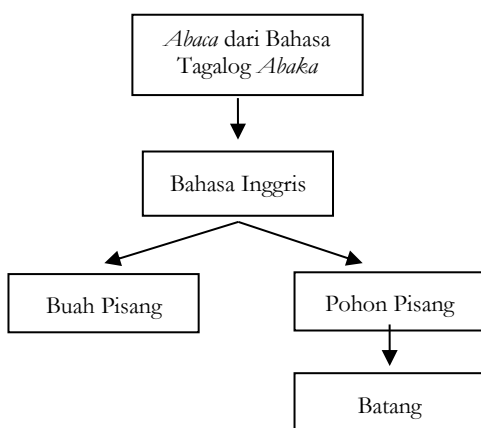 Abaca dari Bahasa
Tagalog Abaka
Bahasa Inggris
Buah Pisang
Pohon Pisang
Batang